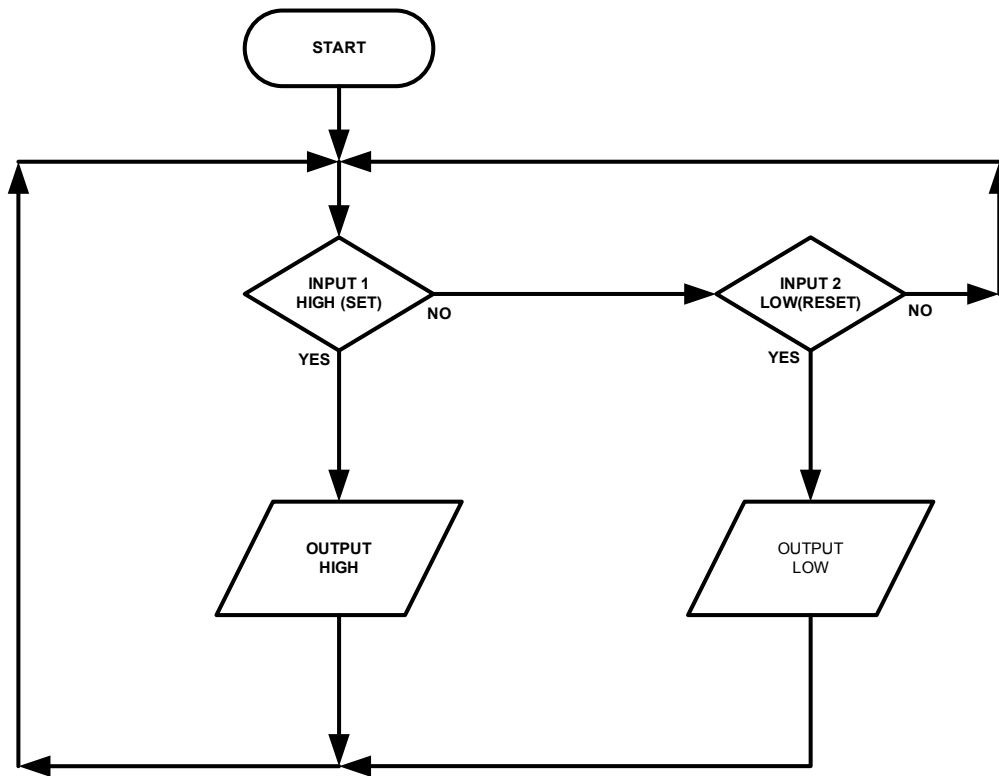 START
INPUT 1
HIGH (SET)
NO
YES
INPUT 2
LOW(RESET)
NO
YES
OUTPUT
HIGH
OUTPUT
LOW